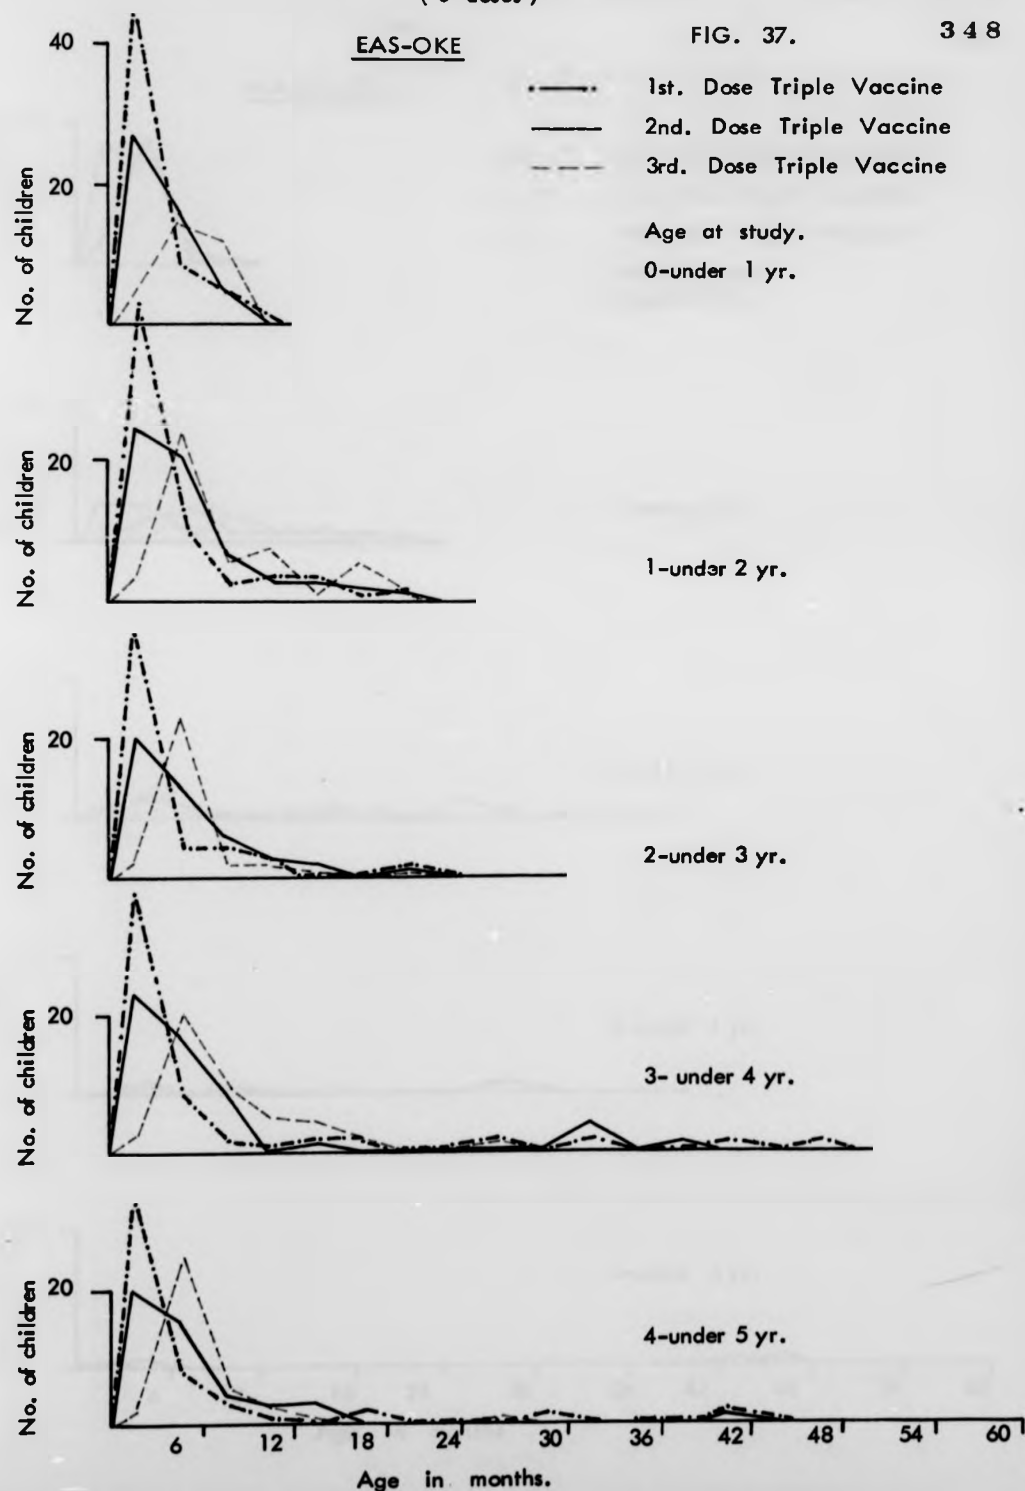 EAS-OKE
FIG. 37.
348
1st. Dose Triple Vaccine
2nd. Dose Triple Vaccine
3rd. Dose Triple Vaccine
Age at study.
0-under 1 yr.
40
20
No. of children
20
No. of children
1-under 2 yr.
20
No. of children
2-under 3 yr.
20
No. of children
3- under 4 yr.
20
No. of children
4-under 5 yr.
6 12 18 24 30 36 42 48 54 60
Age in months.